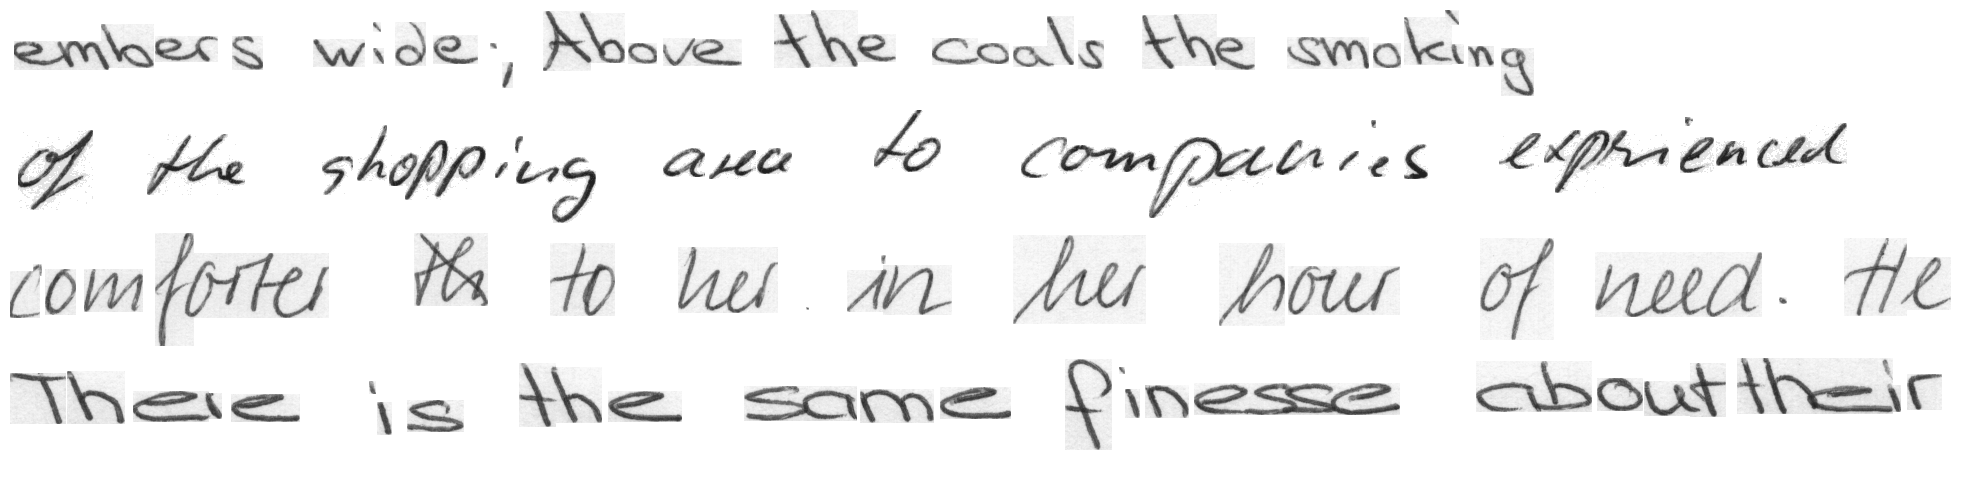 embers wide; Above the coals the smoking
of the shopping area to companies exprienced
comforter to her in her hour of need. He
There is the same finesse about their